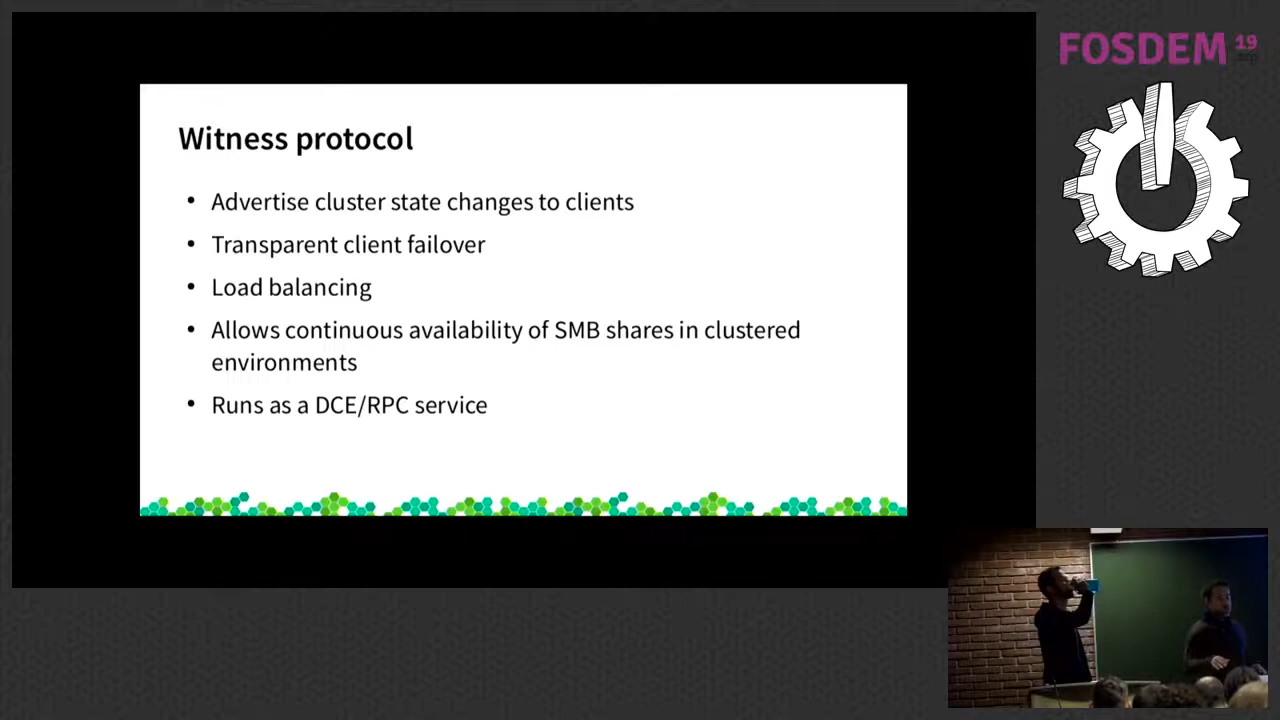 FOSDEM 19
Witness protocol
• Advertise cluster state changes to clients
• Transparent client failover
• Load balancing
• Allows continuous availability of SMB shares in clustered
environments
• Runs as a DCE/RPC service